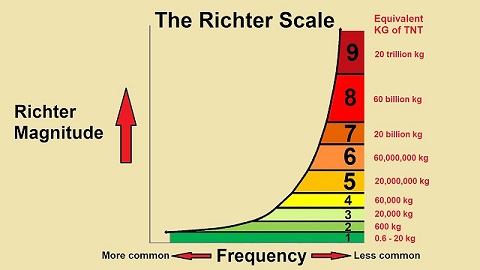 The Richter Scale
Equivalent
KG of TNT
Richter
Magnitude
9 20 trillion kg
8 60 billion kg
7 20 billion kg
6 60,000,000 kg
5 20,000,000 kg
4 60,000 kg
3 20,000 kg
2 600 kg
1 0.6 - 20 kg
More common Frequency Less common